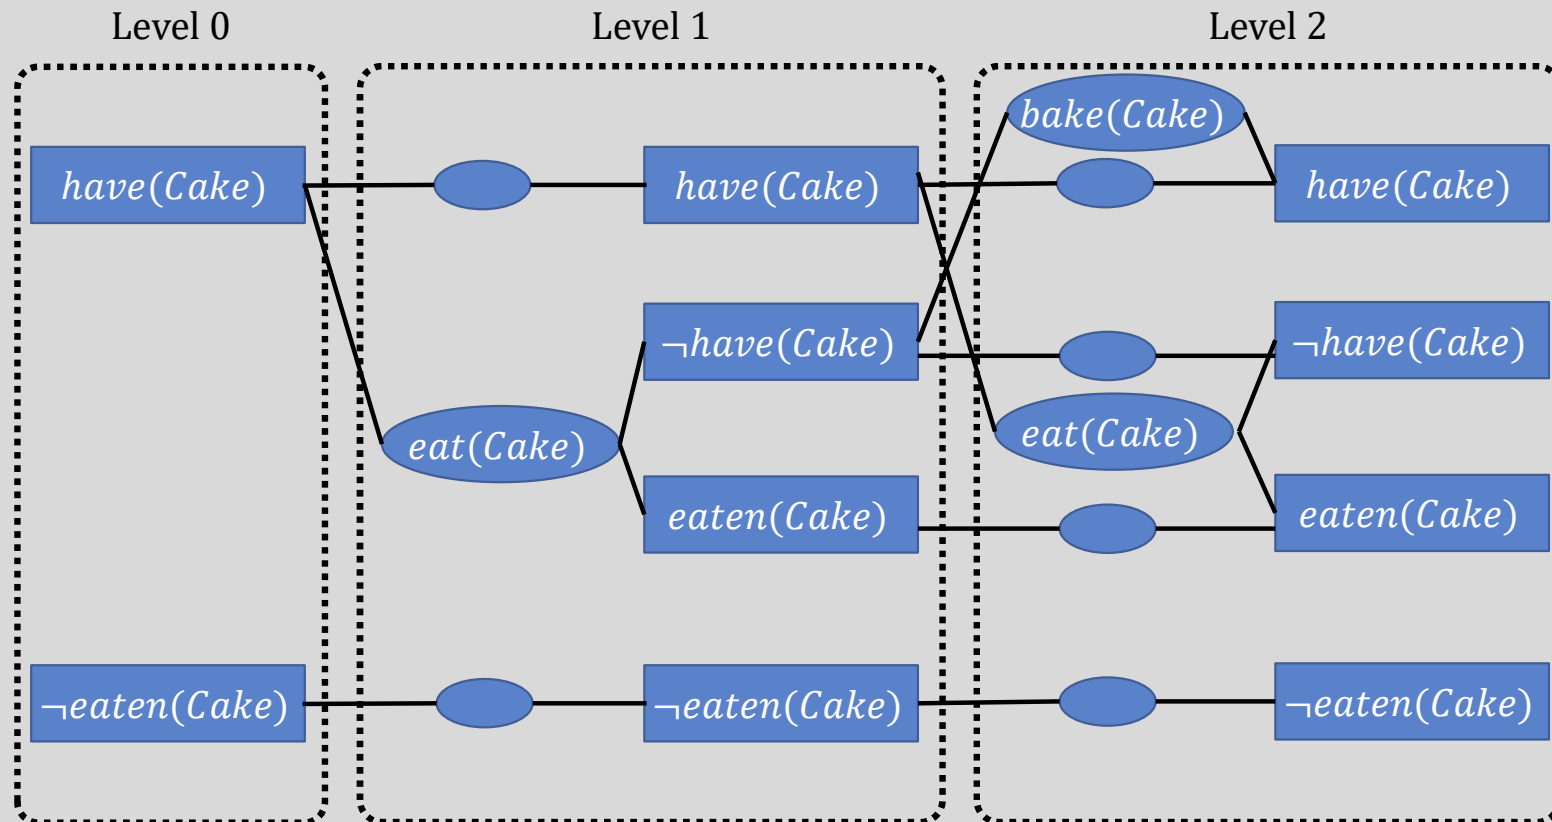 Level 0
Level 1
Level 2
have(Cake)
¬eaten(Cake)
eat(Cake)
have(Cake)
¬have(Cake)
eaten(Cake)
¬eaten(Cake)
bake(Cake)
eat(Cake)
have(Cake)
¬have(Cake)
eaten(Cake)
¬eaten(Cake)